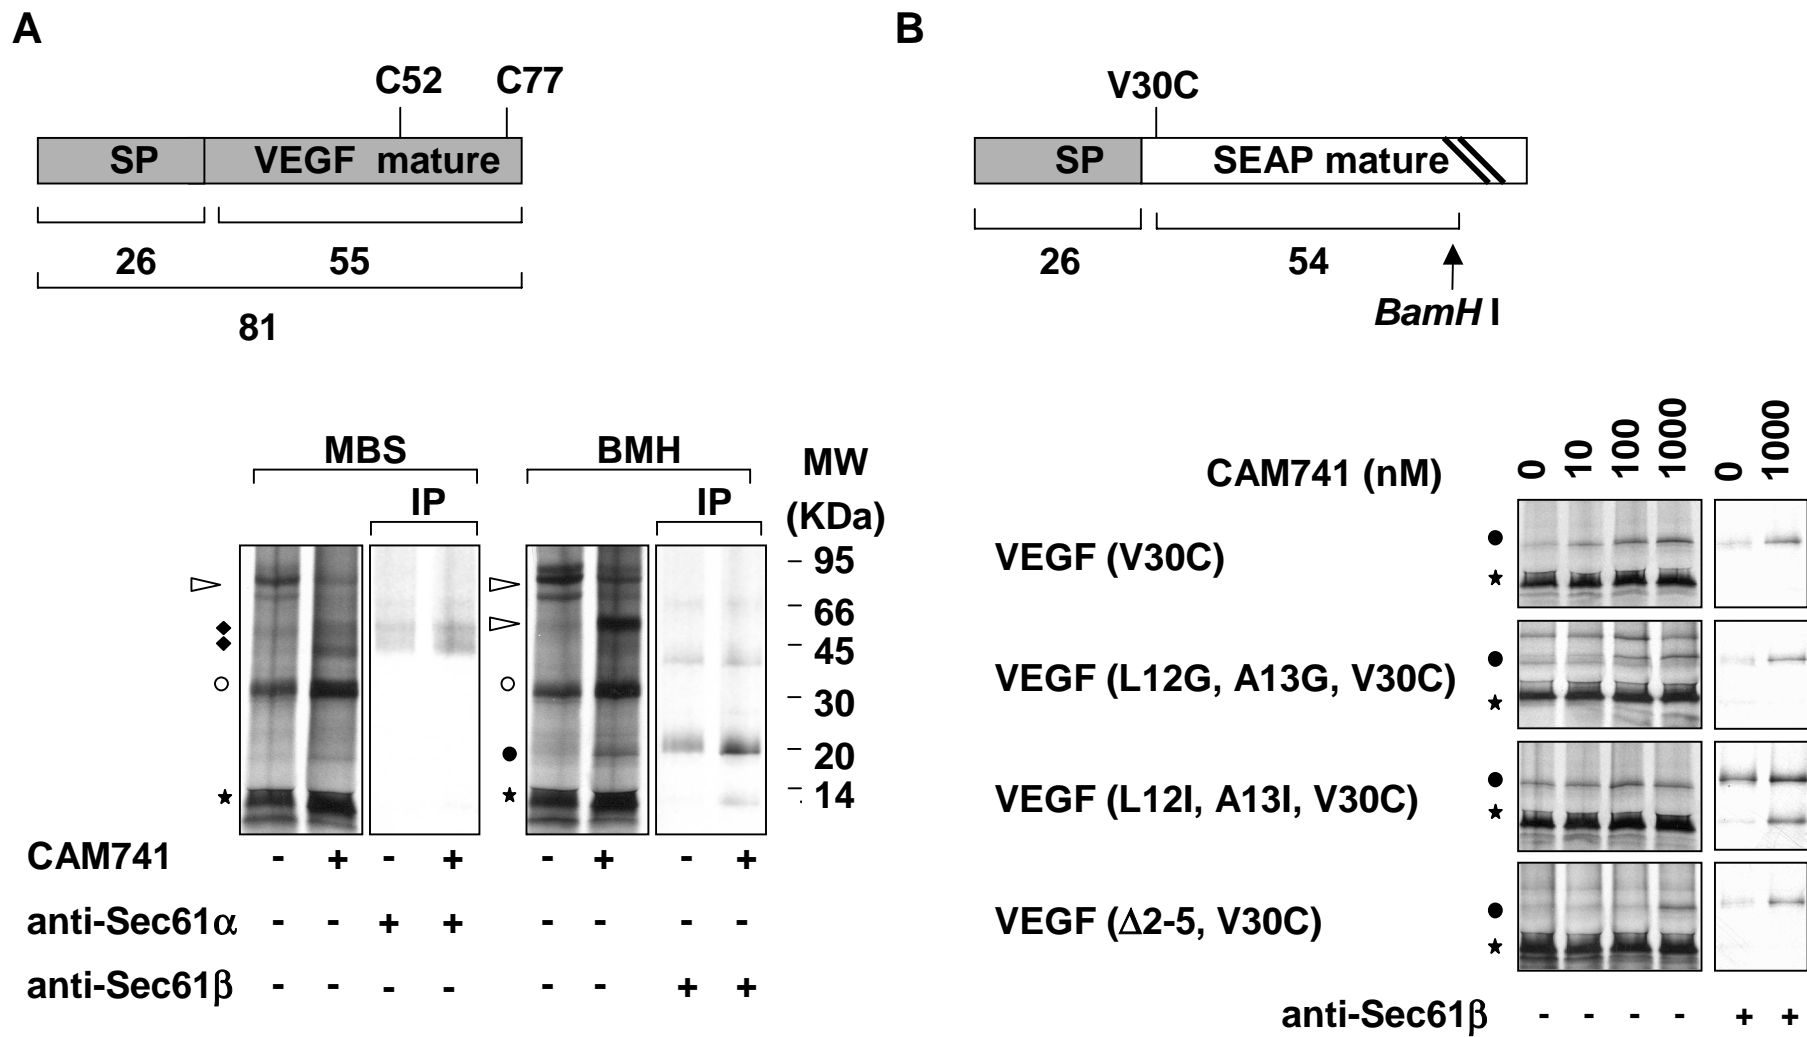 A
C52 C77
SP VEGF mature
26 55
81
MBS BMH MW
IP IP (KDa)
95
66
45
30
20
14
CAM741 - + - + - + - +
anti-Sec61α - - + + - - - -
anti-Sec61β - - - - - - + +
B
V30C
SP SEAP mature
26 54
BamH I
CAM741 (nM) 0 10 100 1000 0 1000
VEGF (V30C)
VEGF (L12G, A13G, V30C)
VEGF (L12I, A13I, V30C)
VEGF (Δ2-5, V30C)
anti-Sec61β - - - - + +